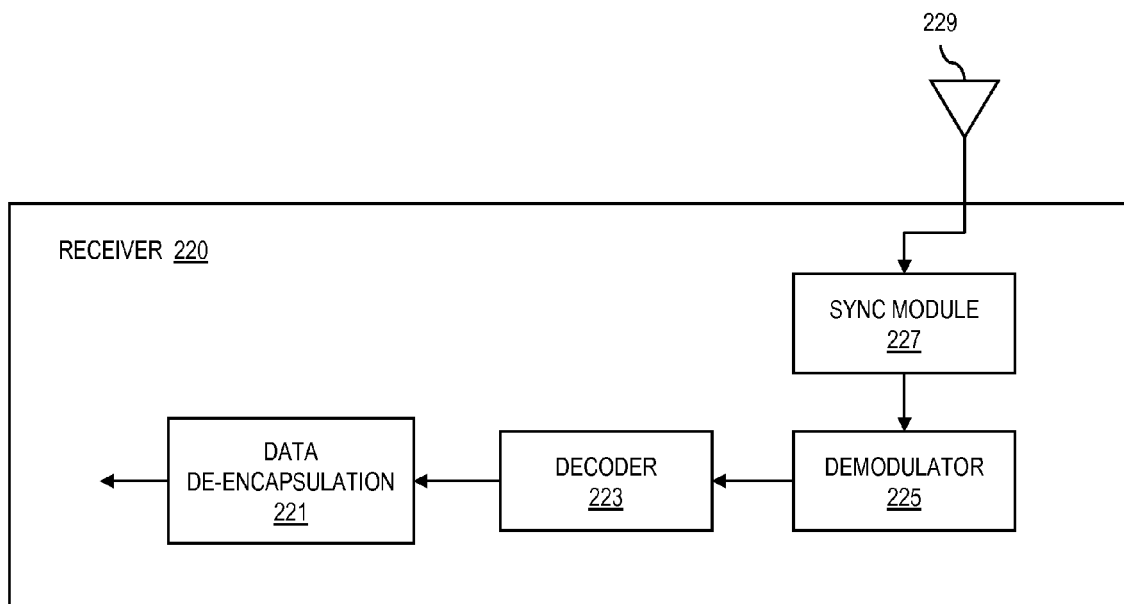 229
RECEIVER 220
SYNC MODULE
227
DATA
DE-ENCAPSULATION
221
DECODER
223
DEMODULATOR
225